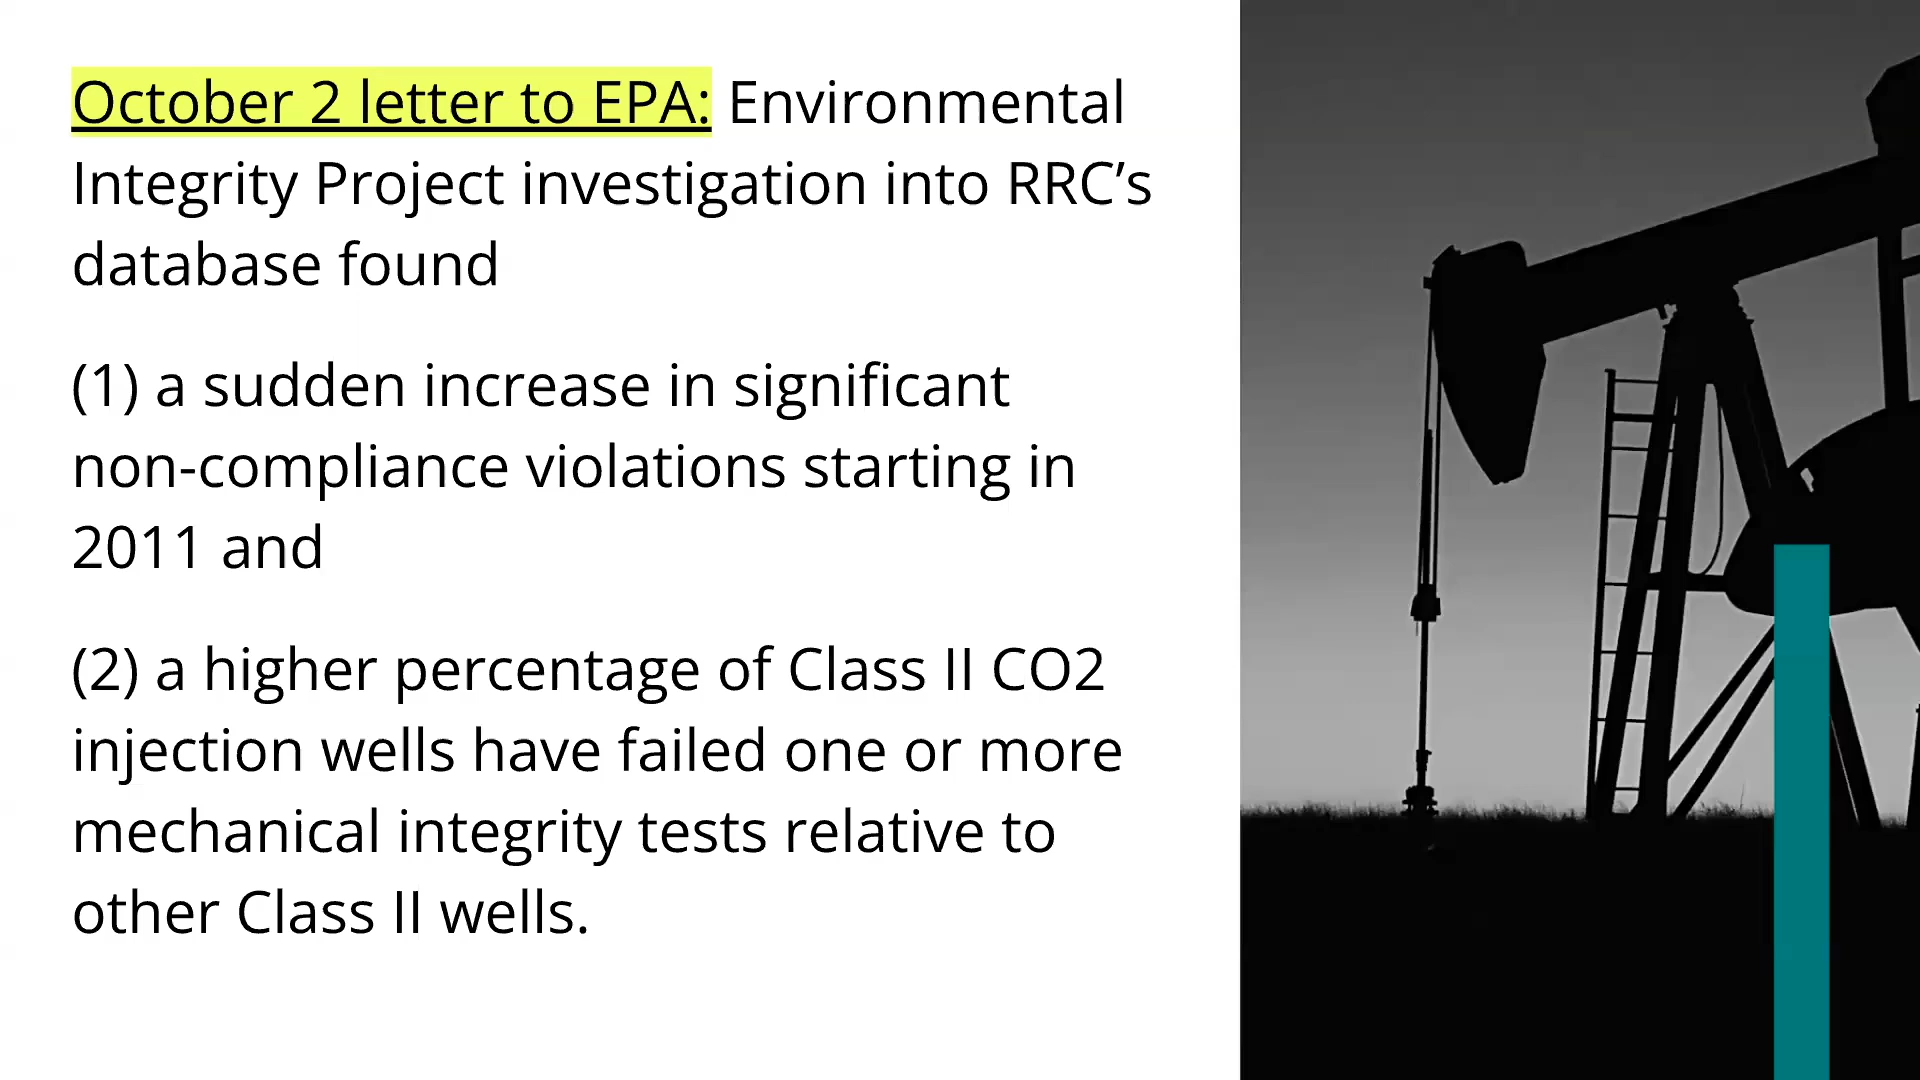 October 2 letter to EPA: Environmental
Integrity Project investigation into RRC’s
database found
(1) a sudden increase in significant
non-compliance violations starting in
2011 and
(2) a higher percentage of Class II CO2
injection wells have failed one or more
mechanical integrity tests relative to
other Class II wells.